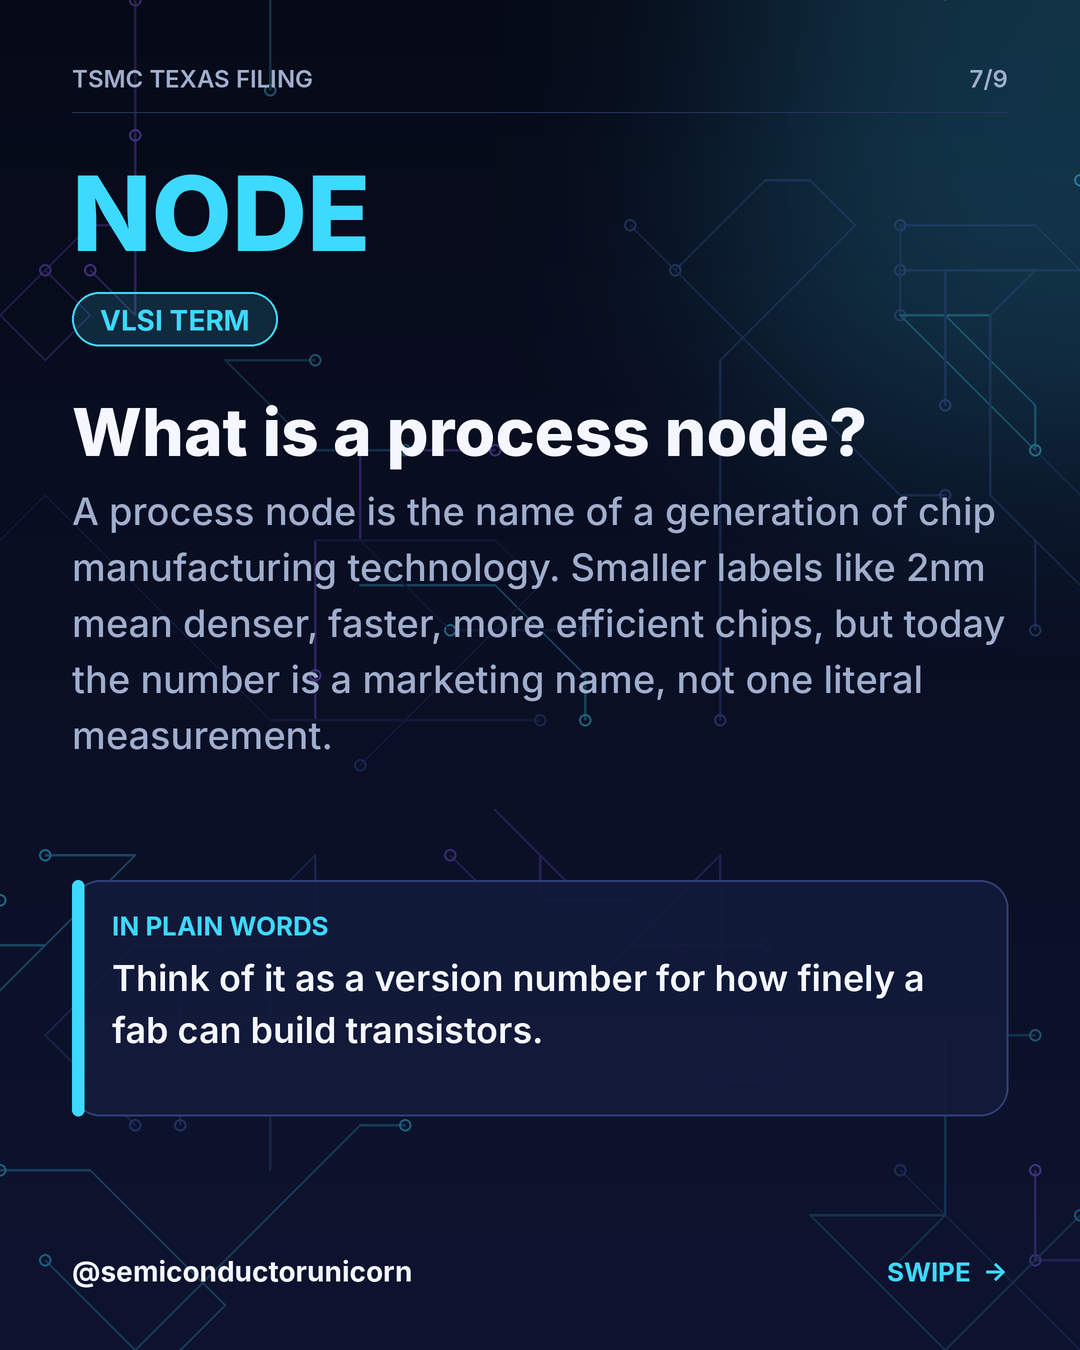 TSMC TEXAS FILING
7/9
NODE
VLSI TERM
What is a process node?
A process node is the name of a generation of chip
manufacturing technology. Smaller labels like 2nm
mean denser, faster, more efficient chips, but today
the number is a marketing name, not one literal
measurement.
IN PLAIN WORDS
Think of it as a version number for how finely a
fab can build transistors.
@semiconductorunicorn
SWIPE →